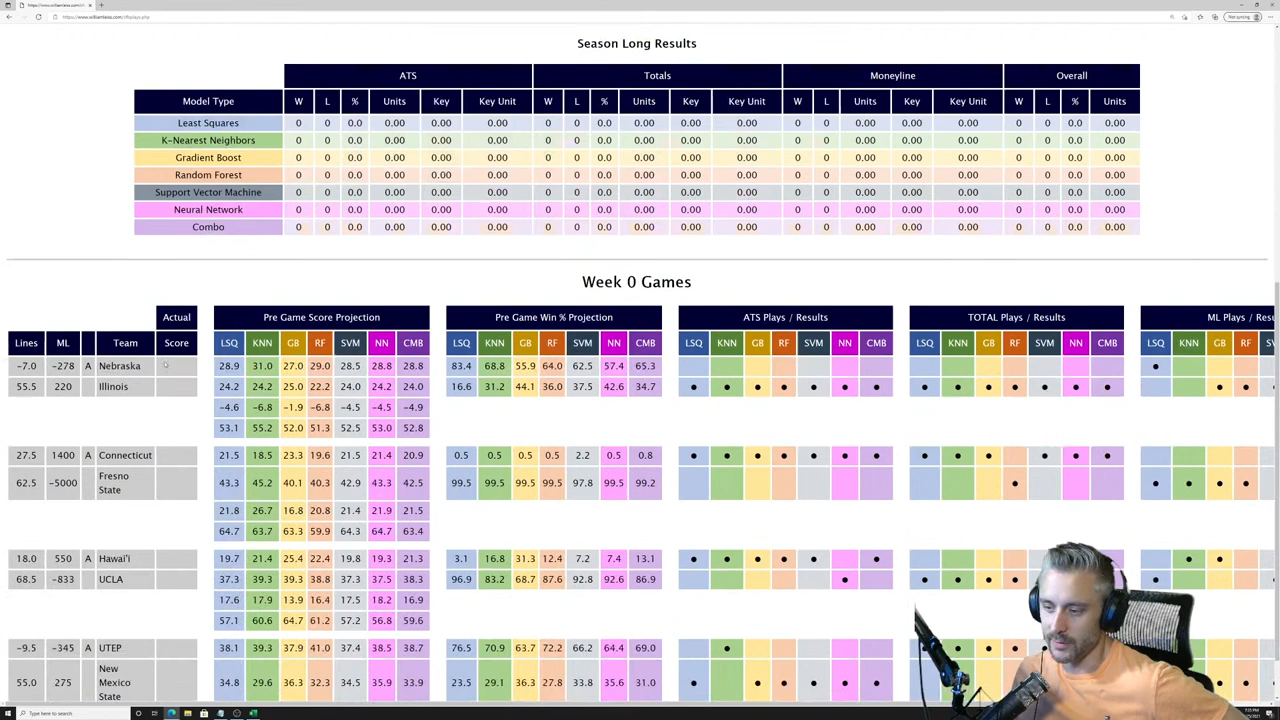 https://www.williamleiss.com/cf
https://www.williamleiss.com/cfbplays.php
Not syncing
Season Long Results
ATS Totals Moneyline Overall
Model Type W L % Units Key Key Unit W L % Units Key Key Unit W L Units Key Key Unit W L % Units
Least Squares 0 0 0.0 0.00 0.00 0.00 0 0 0.0 0.00 0.00 0.00 0 0 0.00 0.00 0.00 0 0 0.0 0.00
K-Nearest Neighbors 0 0 0.0 0.00 0.00 0.00 0 0 0.0 0.00 0.00 0.00 0 0 0.00 0.00 0.00 0 0 0.0 0.00
Gradient Boost 0 0 0.0 0.00 0.00 0.00 0 0 0.0 0.00 0.00 0.00 0 0 0.00 0.00 0.00 0 0 0.0 0.00
Random Forest 0 0 0.0 0.00 0.00 0.00 0 0 0.0 0.00 0.00 0.00 0 0 0.00 0.00 0.00 0 0 0.0 0.00
Support Vector Machine 0 0 0.0 0.00 0.00 0.00 0 0 0.0 0.00 0.00 0.00 0 0 0.00 0.00 0.00 0 0 0.0 0.00
Neural Network 0 0 0.0 0.00 0.00 0.00 0 0 0.0 0.00 0.00 0.00 0 0 0.00 0.00 0.00 0 0 0.0 0.00
Combo 0 0 0.0 0.00 0.00 0.00 0 0 0.0 0.00 0.00 0.00 0 0 0.00 0.00 0.00 0 0 0.0 0.00
Week 0 Games
Actual Pre Game Score Projection Pre Game Win % Projection ATS Plays / Results TOTAL Plays / Results ML Plays / Resu
Lines ML Team Score LSQ KNN GB RF SVM NN CMB LSQ KNN GB RF SVM NN CMB LSQ KNN GB RF SVM NN CMB LSQ KNN GB RF SVM NN CMB LSQ KNN GB RF S
-7.0 -278 A Nebraska 28.9 31.0 27.0 29.0 28.5 28.8 28.8 83.4 68.8 55.9 64.0 62.5 57.4 65.3 •
55.5 220 Illinois 24.2 24.2 25.0 22.2 24.0 24.2 24.0 16.6 31.2 44.1 36.0 37.5 42.6 34.7 • • • • • • • • • • • • • • • •
-4.6 -6.8 -1.9 -6.8 -4.5 -4.5 -4.9
53.1 55.2 52.0 51.3 52.5 53.0 52.8
27.5 1400 A Connecticut 21.5 18.5 23.3 19.6 21.5 21.4 20.9 0.5 0.5 0.5 0.5 2.2 0.5 0.8 • • • • • • • • • • • • •
62.5 -5000 Fresno State 43.3 45.2 40.1 40.3 42.9 43.3 42.5 99.5 99.5 99.5 99.5 97.8 99.5 99.2 • • • • •
21.8 26.7 16.8 20.8 21.4 21.9 21.5
64.7 63.7 63.3 59.9 64.3 64.7 63.4
18.0 550 A Hawai'i 19.7 21.4 25.4 22.4 19.8 19.3 21.3 3.1 16.8 31.3 12.4 7.2 7.4 13.1 • • • • • • • •
68.5 -833 UCLA 37.3 39.3 39.3 38.8 37.3 37.5 38.3 96.9 83.2 68.7 87.6 92.8 92.6 86.9 • • • • • • •
17.6 17.9 13.9 16.4 17.6 18.2 16.9
57.1 60.6 64.7 61.2 57.2 56.8 59.6
-9.5 -345 A UTEP 38.1 39.3 37.9 41.0 37.4 38.5 38.7 76.5 70.9 63.7 72.2 66.2 64.4 69.0 • • • • •
55.0 275 New Mexico State 34.8 29.6 36.3 32.3 34.5 35.9 33.9 23.5 29.1 36.3 27.8 33.8 35.6 31.0 • • • • • •
Type here to search